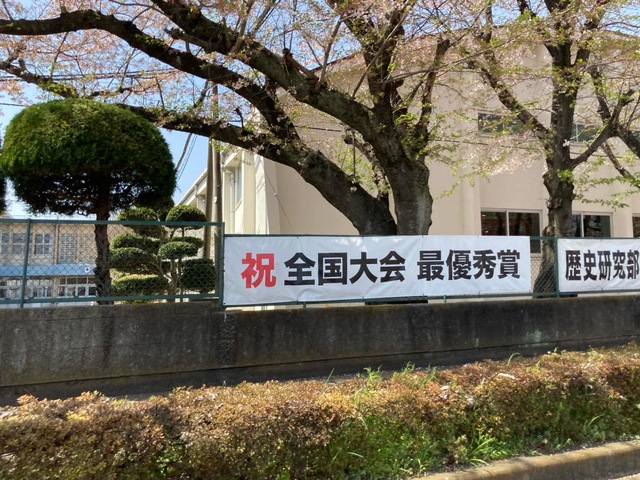 祝 全国大会 最優秀賞
歴史研究部